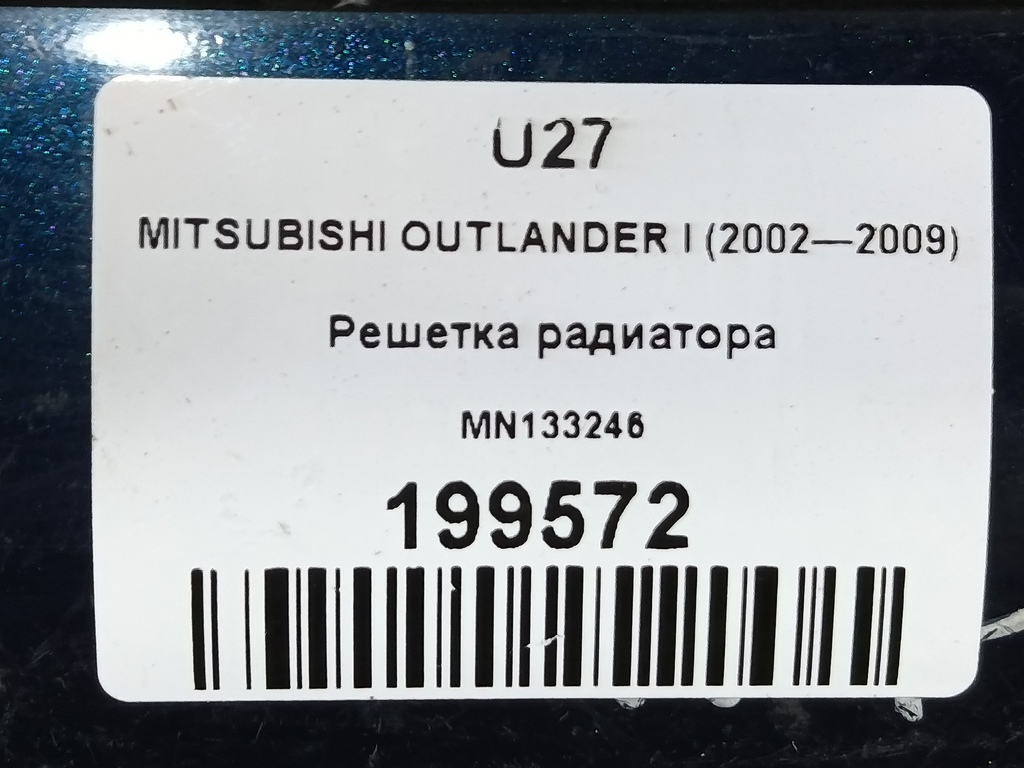 U27
MITSUBISHI OUTLANDER I (2002—2009)
Решетка радиатора
MN133246
199572